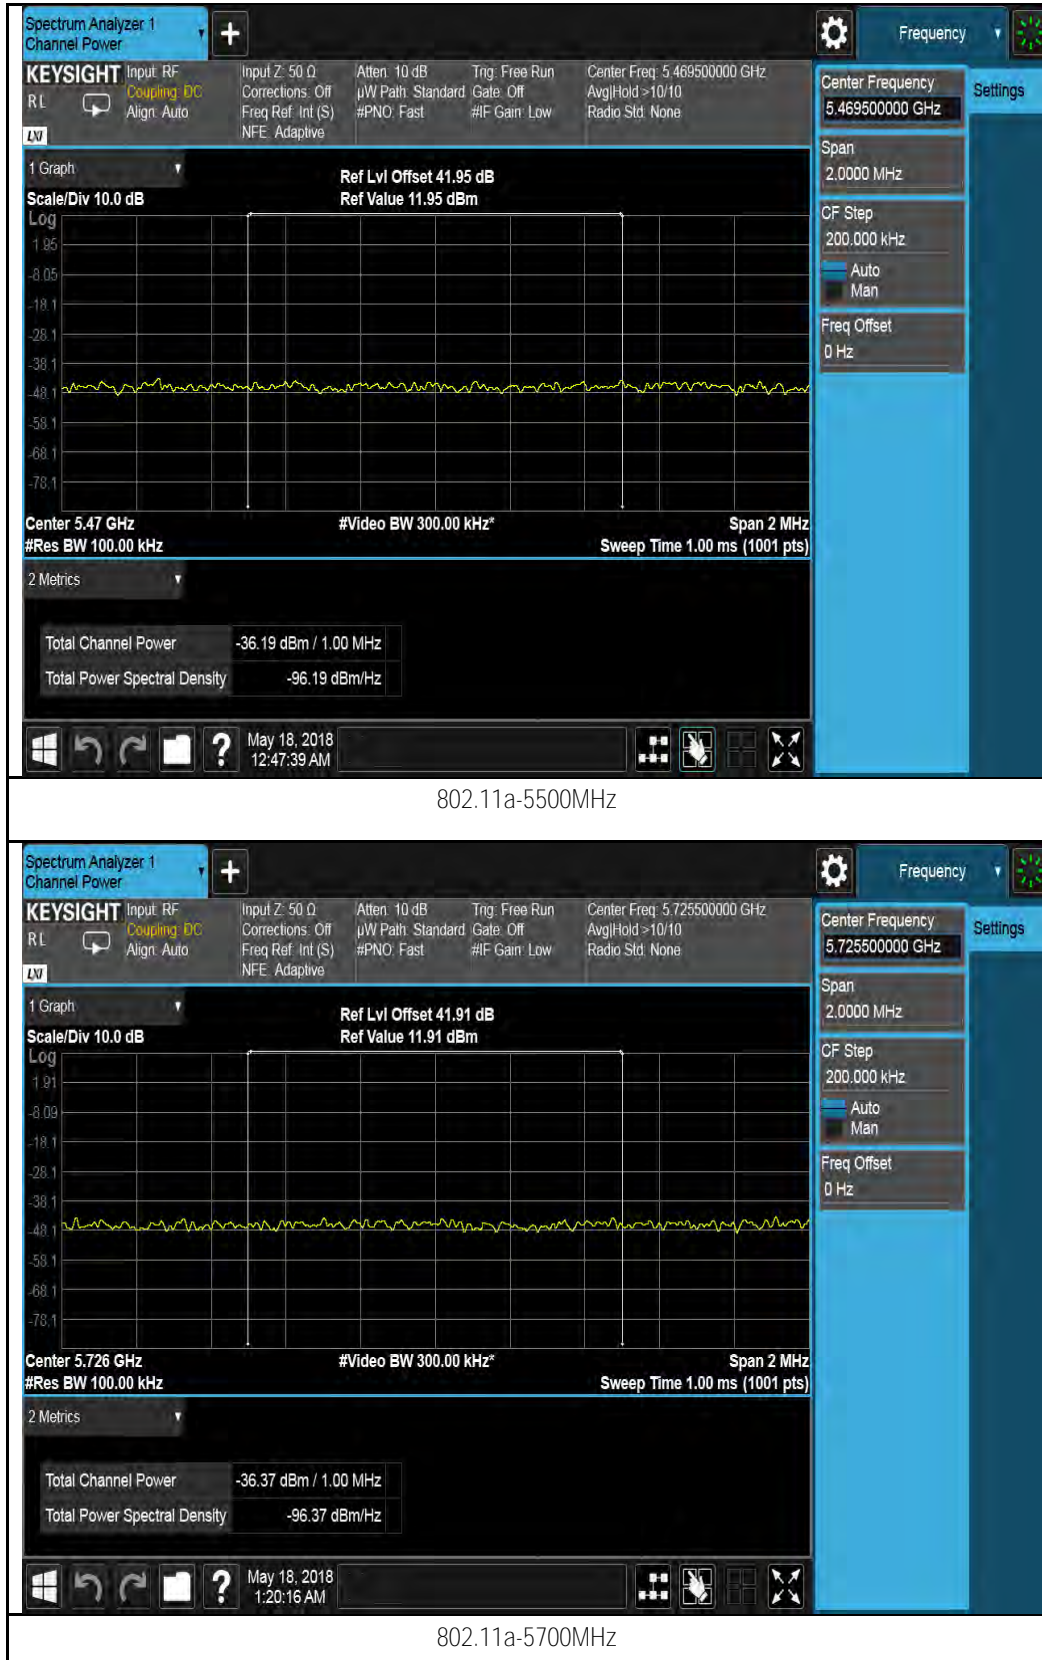 Spectrum Analyzer 1
Channel Power
+
Frequency
KEYSIGHT
RL
LXI
Input: RF
Coupling: DC
Align: Auto
Input Z: 50 Ω
Corrections: Off
Freq Ref: Int (S)
NFE: Adaptive
Atten: 10 dB
µW Path: Standard
#PNO: Fast
Trig: Free Run
Gate: Off
#IF Gain: Low
Center Freq: 5.469500000 GHz
Avg|Hold >10/10
Radio Std: None
Center Frequency
5.469500000 GHz
Settings
Span
2.0000 MHz
CF Step
200.000 kHz
Auto
Man
Freq Offset
0 Hz
1 Graph
Scale/Div 10.0 dB
Ref Lvl Offset 41.95 dB
Ref Value 11.95 dBm
Log
1.95
-8.05
-18.1
-28.1
-38.1
-48.1
-58.1
-68.1
-78.1
Center 5.47 GHz
#Video BW 300.00 kHz*
Span 2 MHz
#Res BW 100.00 kHz
Sweep Time 1.00 ms (1001 pts)
2 Metrics
Total Channel Power -36.19 dBm / 1.00 MHz
Total Power Spectral Density -96.19 dBm/Hz
?
May 18, 2018
12:47:39 AM
802.11a-5500MHz
Spectrum Analyzer 1
Channel Power
+
Frequency
KEYSIGHT
RL
LXI
Input: RF
Coupling: DC
Align: Auto
Input Z: 50 Ω
Corrections: Off
Freq Ref: Int (S)
NFE: Adaptive
Atten: 10 dB
µW Path: Standard
#PNO: Fast
Trig: Free Run
Gate: Off
#IF Gain: Low
Center Freq: 5.725500000 GHz
Avg|Hold >10/10
Radio Std: None
Center Frequency
5.725500000 GHz
Settings
Span
2.0000 MHz
CF Step
200.000 kHz
Auto
Man
Freq Offset
0 Hz
1 Graph
Scale/Div 10.0 dB
Ref Lvl Offset 41.91 dB
Ref Value 11.91 dBm
Log
1.91
-8.09
-18.1
-28.1
-38.1
-48.1
-58.1
-68.1
-78.1
Center 5.726 GHz
#Video BW 300.00 kHz*
Span 2 MHz
#Res BW 100.00 kHz
Sweep Time 1.00 ms (1001 pts)
2 Metrics
Total Channel Power -36.37 dBm / 1.00 MHz
Total Power Spectral Density -96.37 dBm/Hz
?
May 18, 2018
1:20:16 AM
802.11a-5700MHz